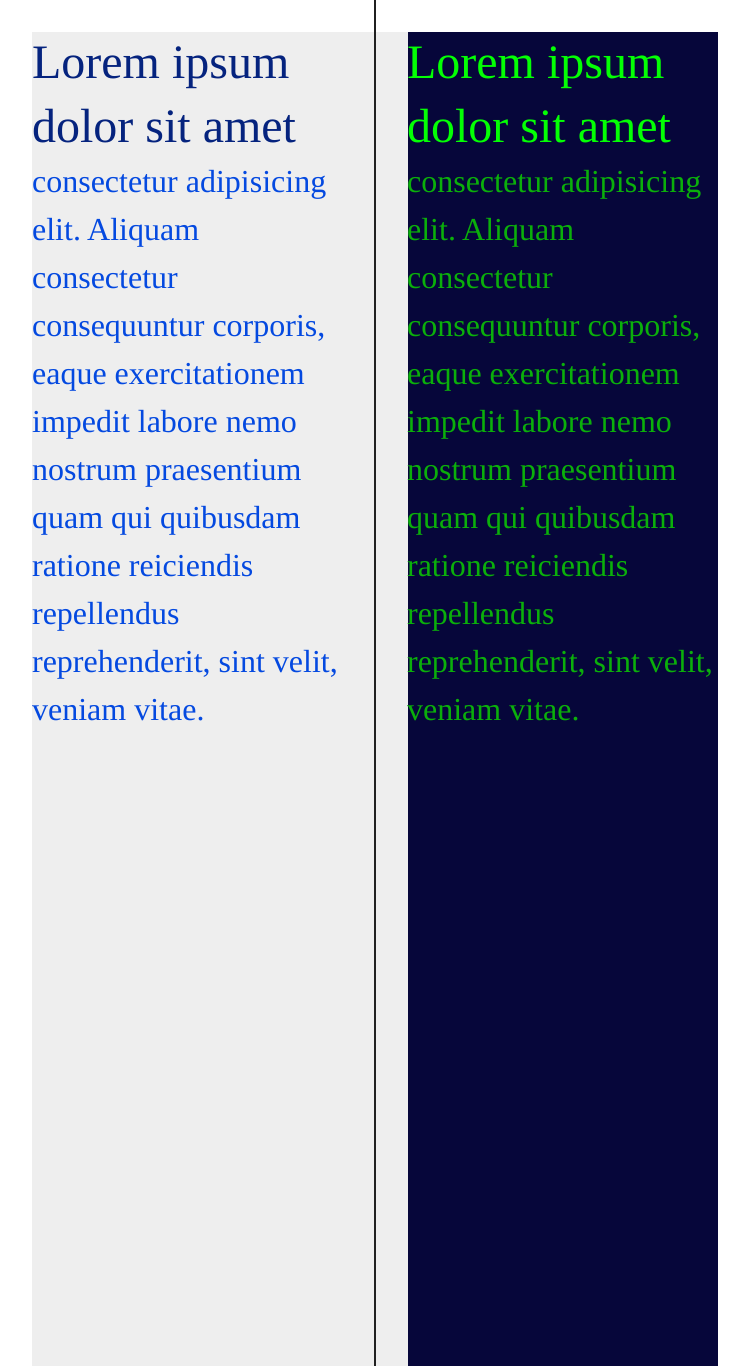 Lorem ipsum
dolor sit amet
consectetur adipisicing
elit. Aliquam
consectetur
consequuntur corporis,
eaque exercitationem
impedit labore nemo
nostrum praesentium
quam qui quibusdam
ratione reiciendis
repellendus
reprehenderit, sint velit,
veniam vitae.
Lorem ipsum
dolor sit amet
consectetur adipisicing
elit. Aliquam
consectetur
consequuntur corporis,
eaque exercitationem
impedit labore nemo
nostrum praesentium
quam qui quibusdam
ratione reiciendis
repellendus
reprehenderit, sint velit,
veniam vitae.